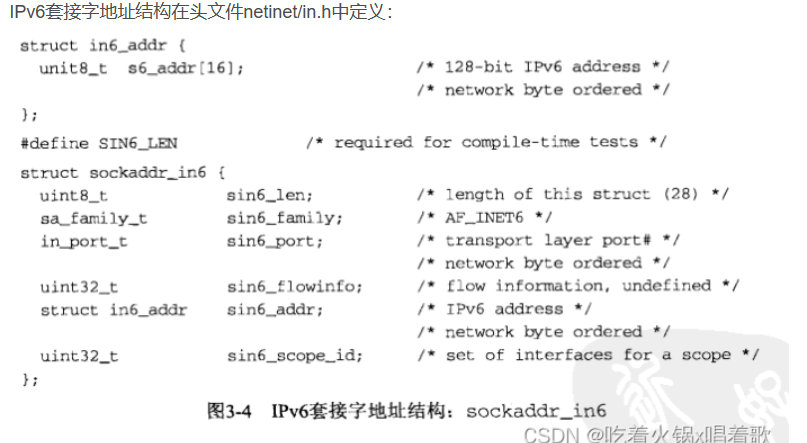 IPv6套接字地址结构在头文件netinet/in.h中定义：
struct in6_addr {
unit8_t s6_addr[16]; /* 128-bit IPv6 address */
/* network byte ordered */
};
#define SIN6_LEN /* required for compile-time tests */
struct sockaddr_in6 {
uint8_t sin6_len; /* length of this struct (28) */
sa_family_t sin6_family; /* AF_INET6 */
in_port_t sin6_port; /* transport layer port# */
/* network byte ordered */
uint32_t sin6_flowinfo; /* flow information, undefined */
struct in6_addr sin6_addr; /* IPv6 address */
/* network byte ordered */
uint32_t sin6_scope_id; /* set of interfaces for a scope */
};
图3-4 IPv6套接字地址结构：sockaddr_in6
CSDN @吃着火锅x唱着歌